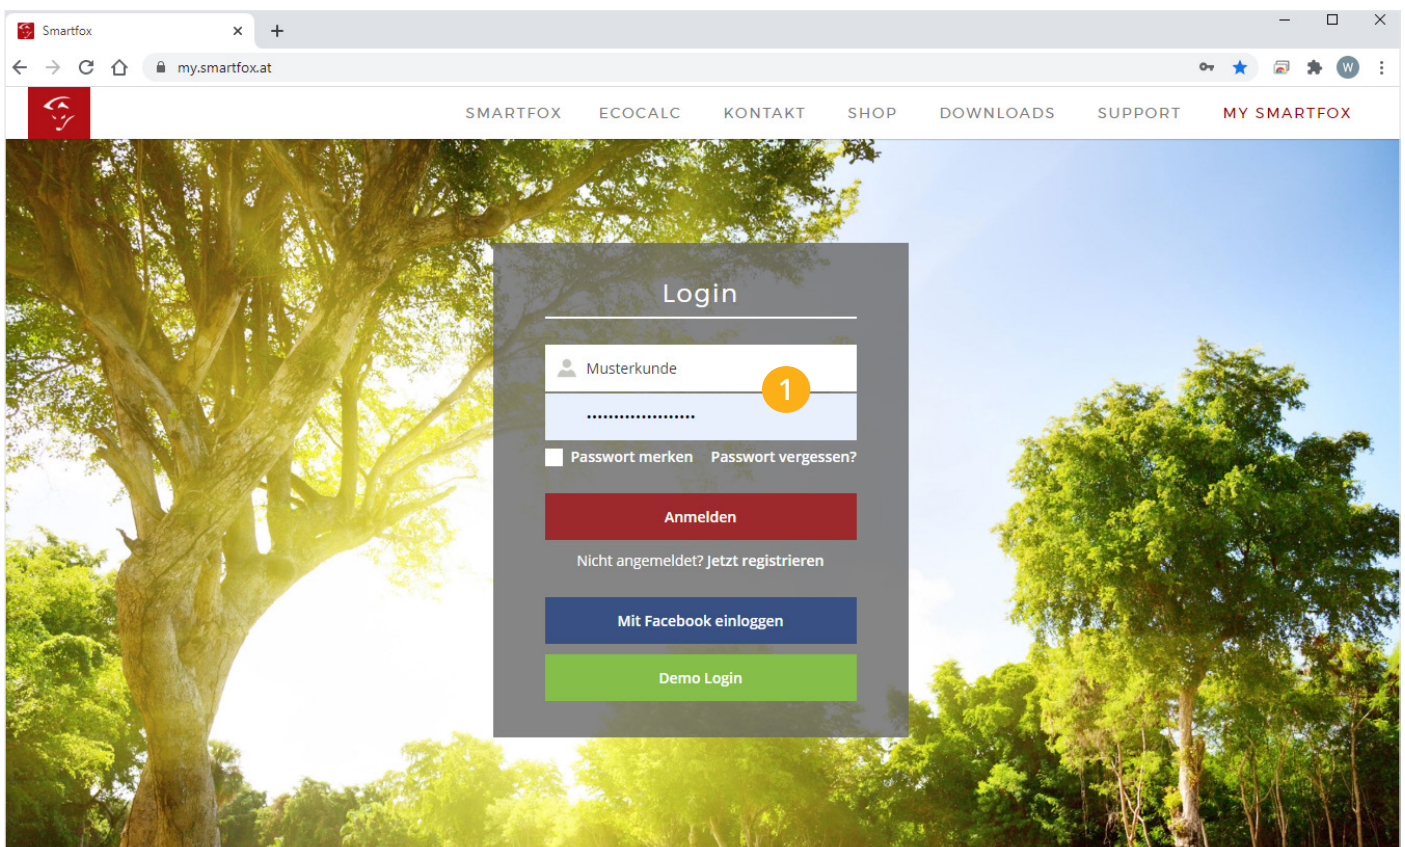 Smartfox
my.smartfox.at
W
SMARTFOX ECOCALC KONTAKT SHOP DOWNLOADS SUPPORT MY SMARTFOX
Login
Musterkunde
1
••••••••••••••••••••
Passwort merken Passwort vergessen?
Anmelden
Nicht angemeldet? Jetzt registrieren
Mit Facebook einloggen
Demo Login